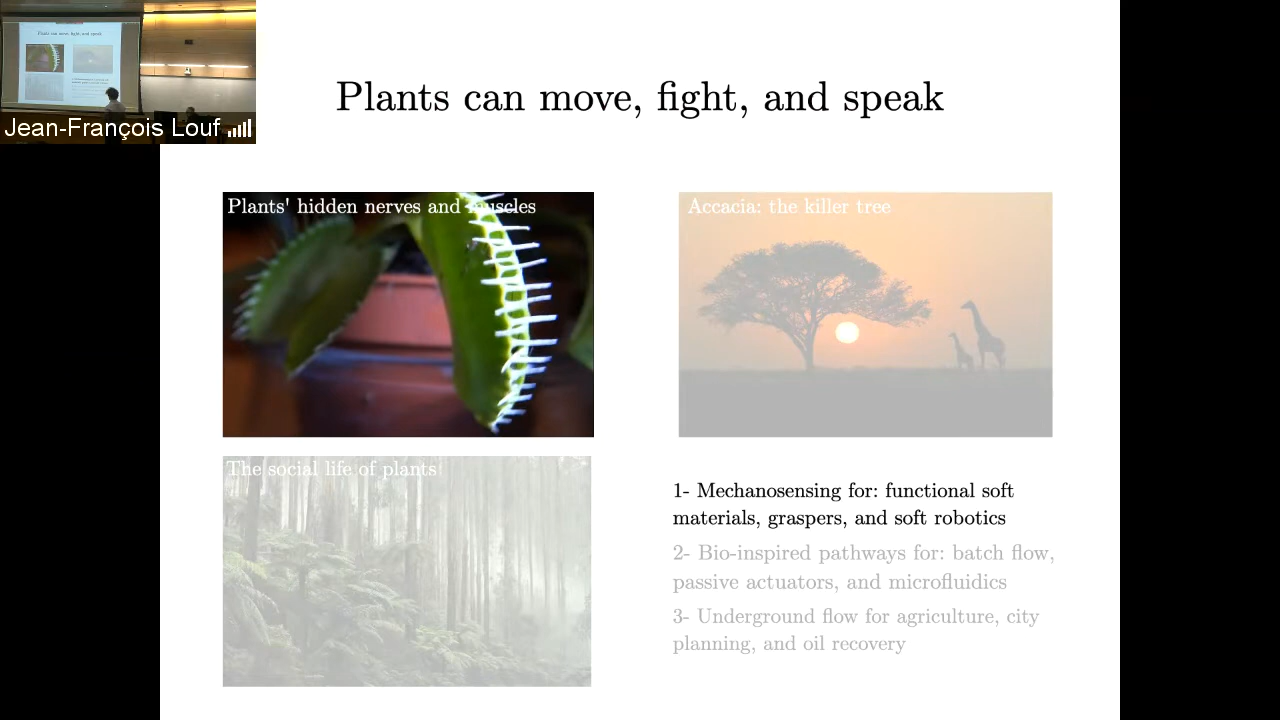 Plants can move, fight, and speak
Jean-François Louf
Plants' hidden nerves and muscles
Accacia: the killer tree
The social life of plants
1- Mechanosensing for: functional soft
materials, graspers, and soft robotics
2- Bio-inspired pathways for: batch flow,
passive actuators, and microfluidics
3- Underground flow for agriculture, city
planning, and oil recovery